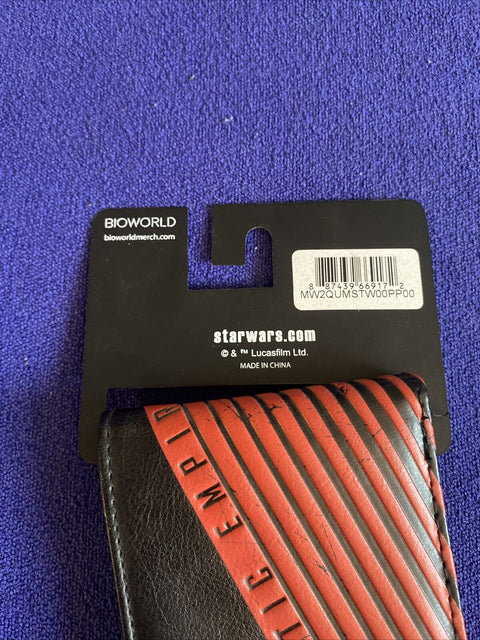 BIOWORLD
bioworldmerch.com
8 87439 66917 2
MW2QUMSTW00PP00
starwars.com
© & ™ Lucasfilm Ltd.
MADE IN CHINA
TIC EMPIR